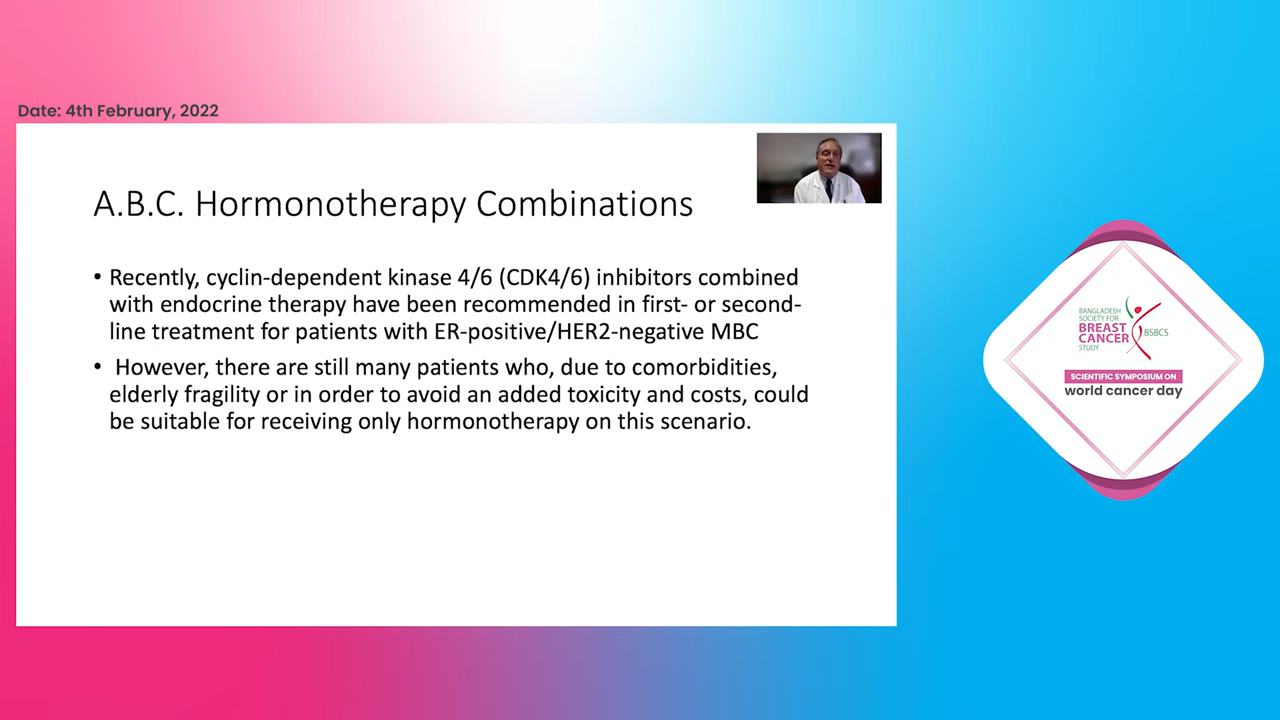 Date: 4th February, 2022
A.B.C. Hormonotherapy Combinations
• Recently, cyclin-dependent kinase 4/6 (CDK4/6) inhibitors combined
with endocrine therapy have been recommended in first- or second-
line treatment for patients with ER-positive/HER2-negative MBC
• However, there are still many patients who, due to comorbidities,
elderly fragility or in order to avoid an added toxicity and costs, could
be suitable for receiving only hormonotherapy on this scenario.
BANGLADESH
SOCIETY FOR
BREAST
CANCER
STUDY
BSBCS
SCIENTIFIC SYMPOSIUM ON
world cancer day